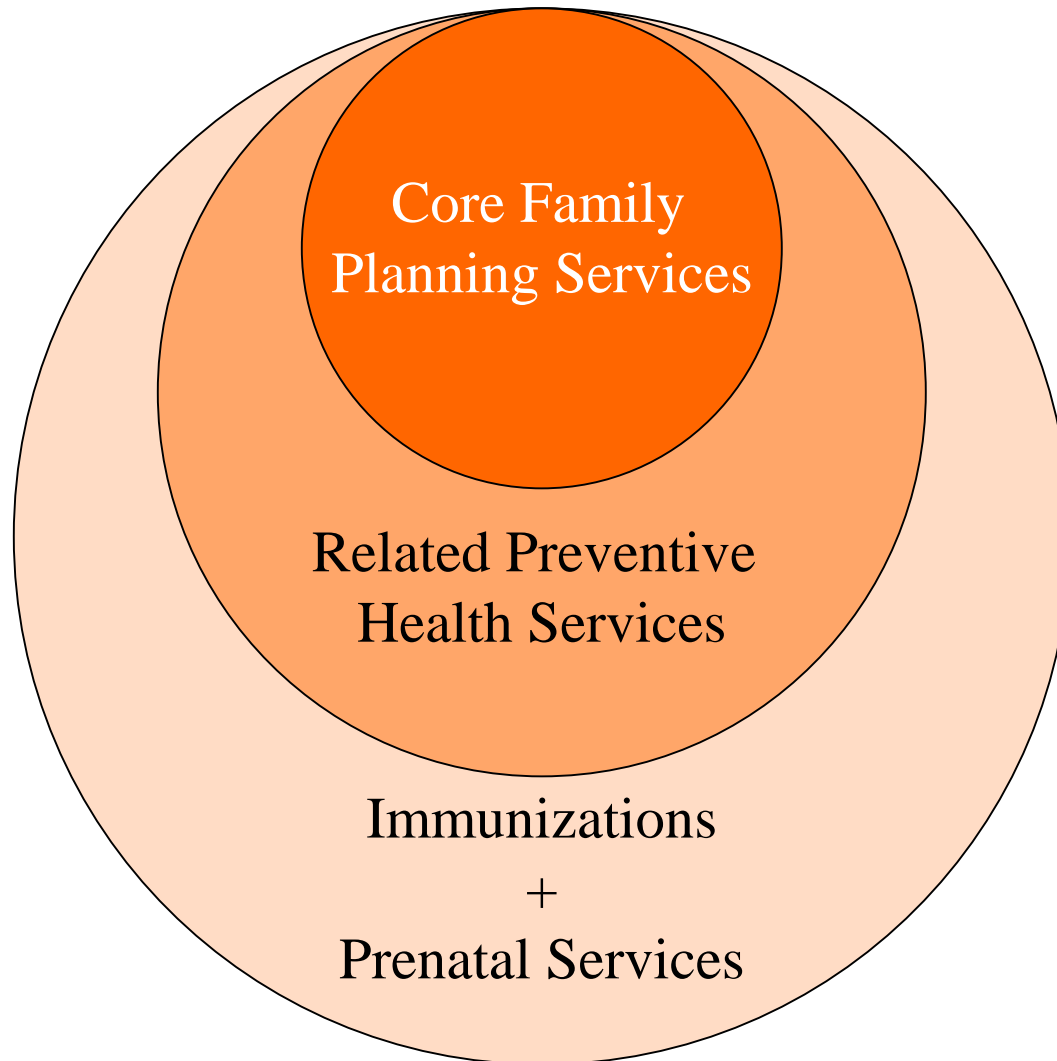 Core Family
Planning Services
Related Preventive
Health Services
Immunizations
+
Prenatal Services